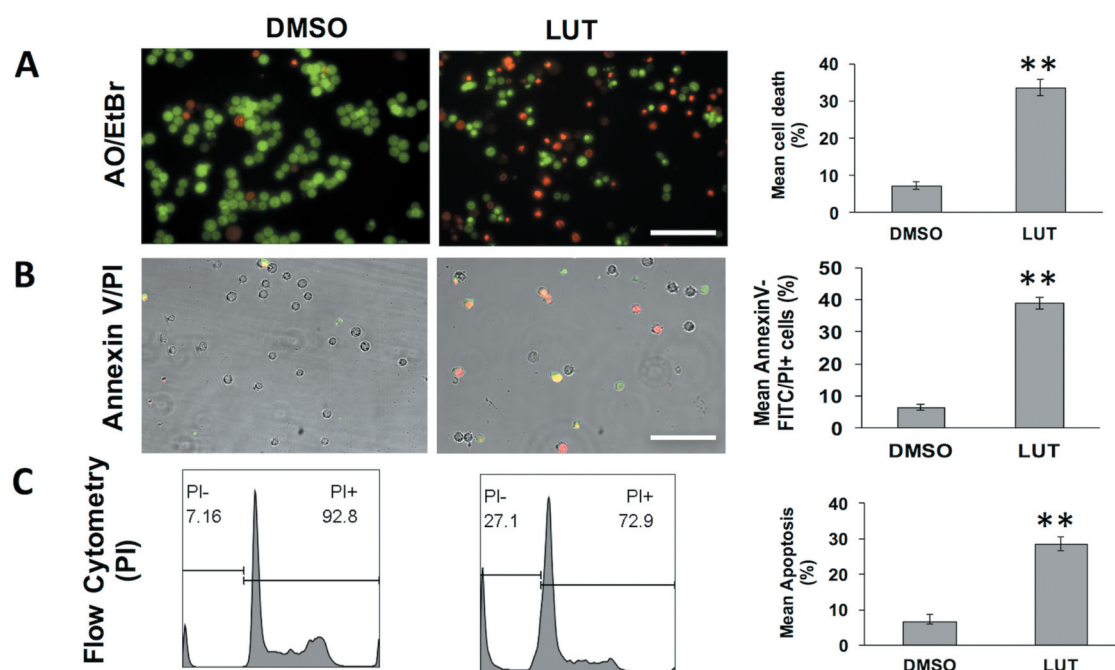 DMSO
LUT
A
AO/EtBr
Mean cell death
(%)
40
30
20
10
0
**
DMSO
LUT
B
Annexin V/PI
Mean AnnexinV-
FITC/PI+ cells (%)
50
40
30
20
10
0
**
DMSO
LUT
C
Flow Cytometry
(PI)
PI-
7.16
PI+
92.8
PI-
27.1
PI+
72.9
Mean Apoptosis
(%)
40
30
20
10
0
**
DMSO
LUT